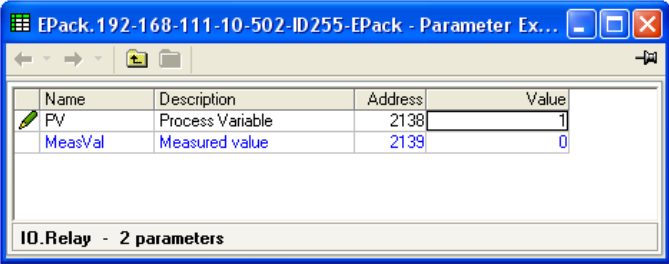 EPack.192-168-111-10-502-ID255-EPack - Parameter Ex...
Name Description Address Value
PV Process Variable 2138 1
MeasVal Measured value 2139 0
IO.Relay - 2 parameters